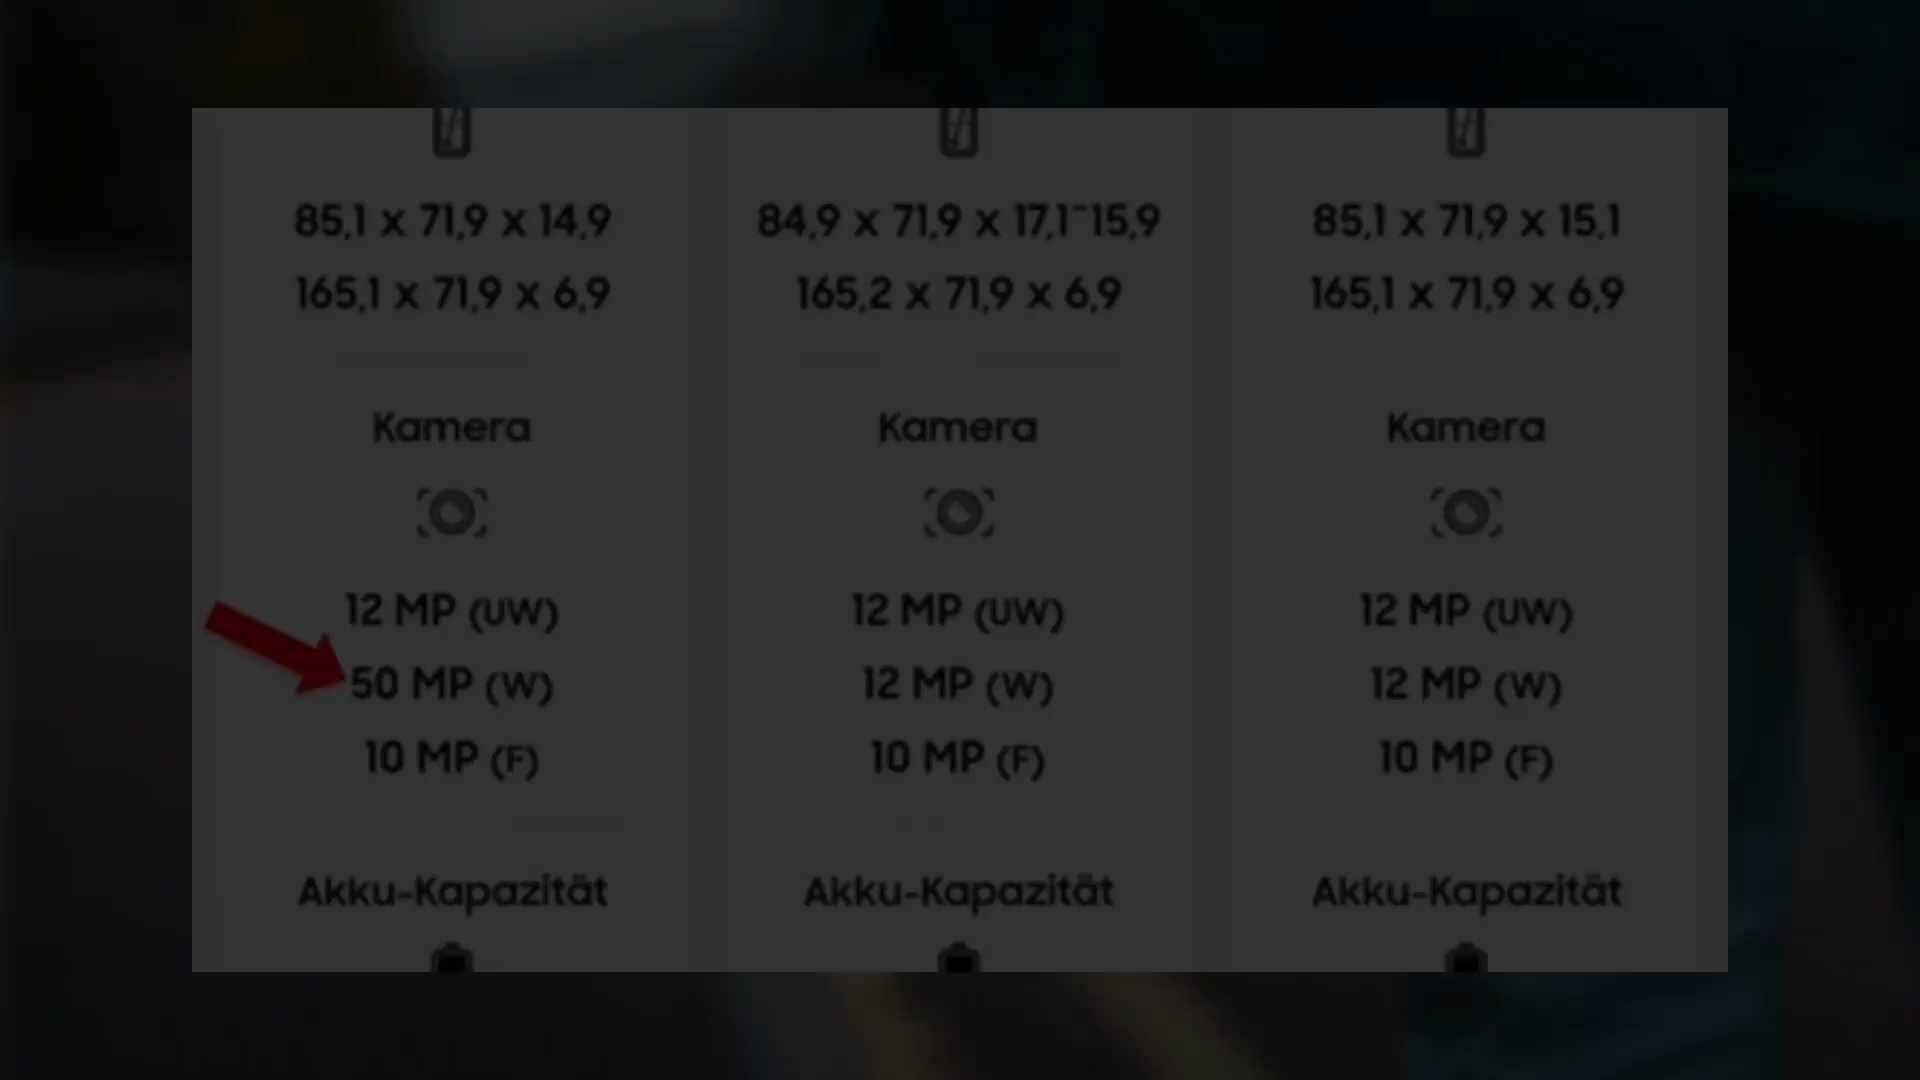 85,1 x 71,9 x 14,9
165,1 x 71,9 x 6,9
Kamera
12 MP (UW)
50 MP (W)
10 MP (F)
Akku-Kapazität
84,9 x 71,9 x 17,1~15,9
165,2 x 71,9 x 6,9
Kamera
12 MP (UW)
12 MP (W)
10 MP (F)
Akku-Kapazität
85,1 x 71,9 x 15,1
165,1 x 71,9 x 6,9
Kamera
12 MP (UW)
12 MP (W)
10 MP (F)
Akku-Kapazität